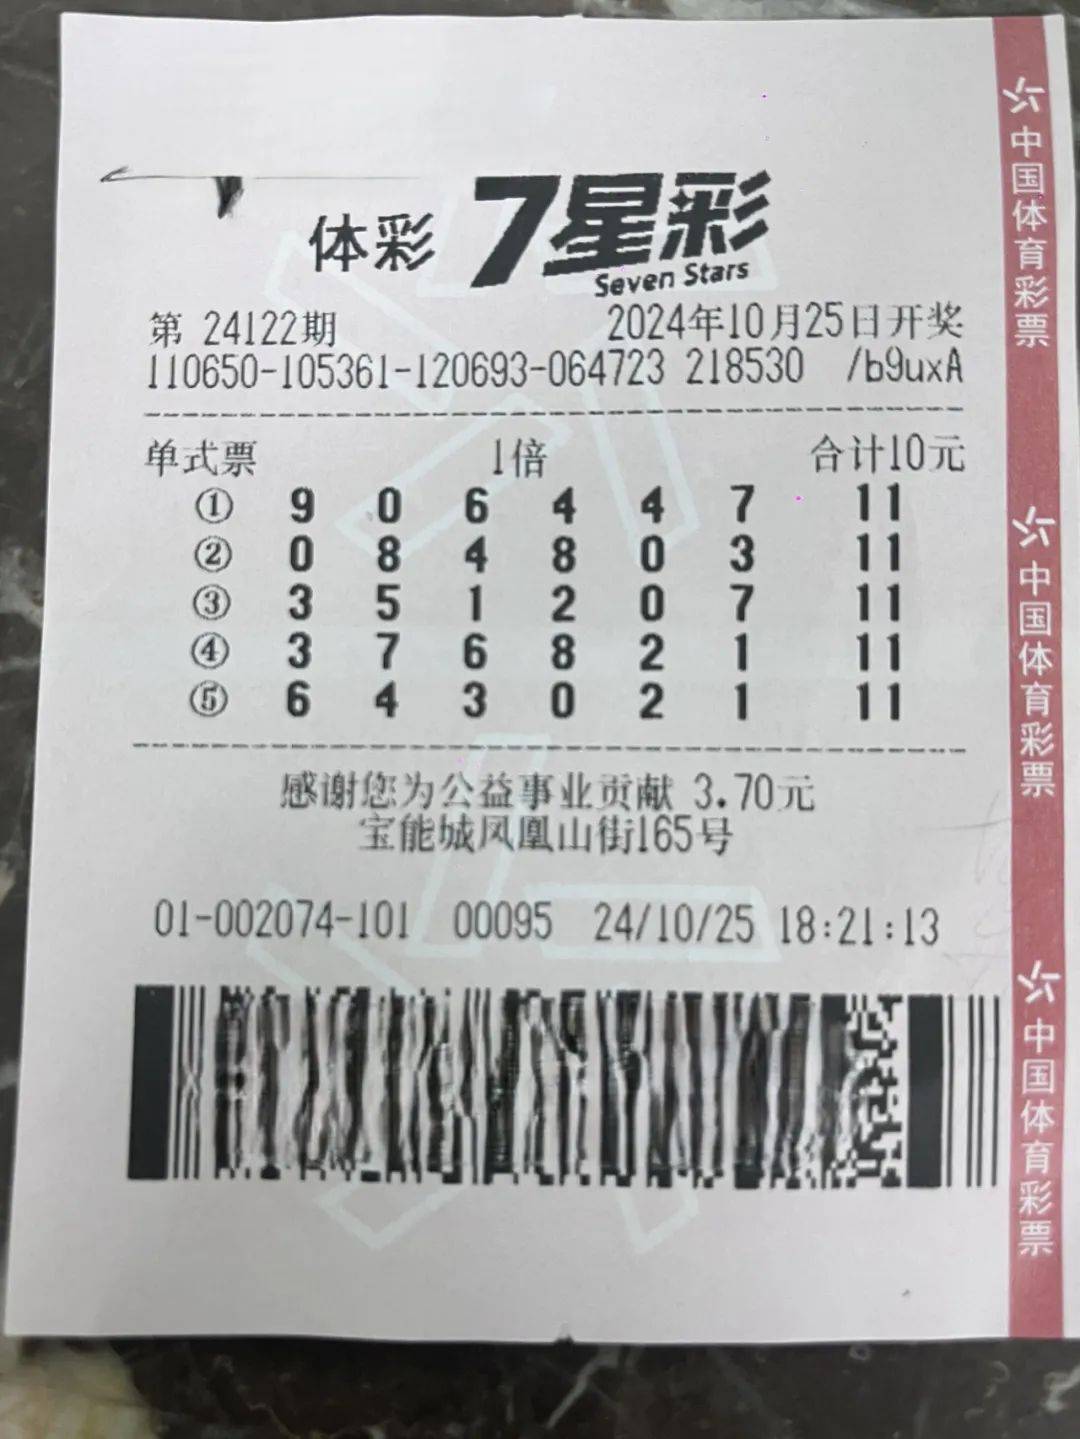 体彩 7星彩
Seven Stars
第 24122期 2024年10月25日开奖
110650-105361-120693-064723 218530 /b9uxA
单式票 1倍 合计10元
① 9 0 6 4 4 7 11
② 0 8 4 8 0 3 11
③ 3 5 1 2 0 7 11
④ 3 7 6 8 2 1 11
⑤ 6 4 3 0 2 1 11
感谢您为公益事业贡献 3.70元
宝能城凤凰山街165号
01-002074-101 00095 24/10/25 18:21:13
中国体育彩票
中国体育彩票
中国体育彩票